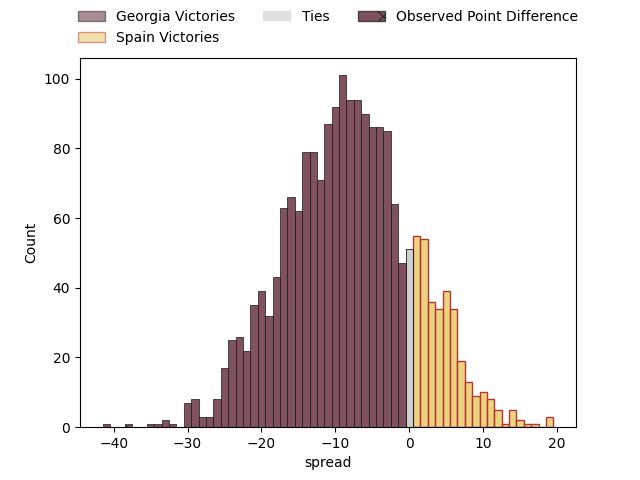 Georgia Victories
Spain Victories
Ties
Observed Point Difference
Count
100
80
60
40
20
0
−40 −30 −20 −10 0 10 20
spread